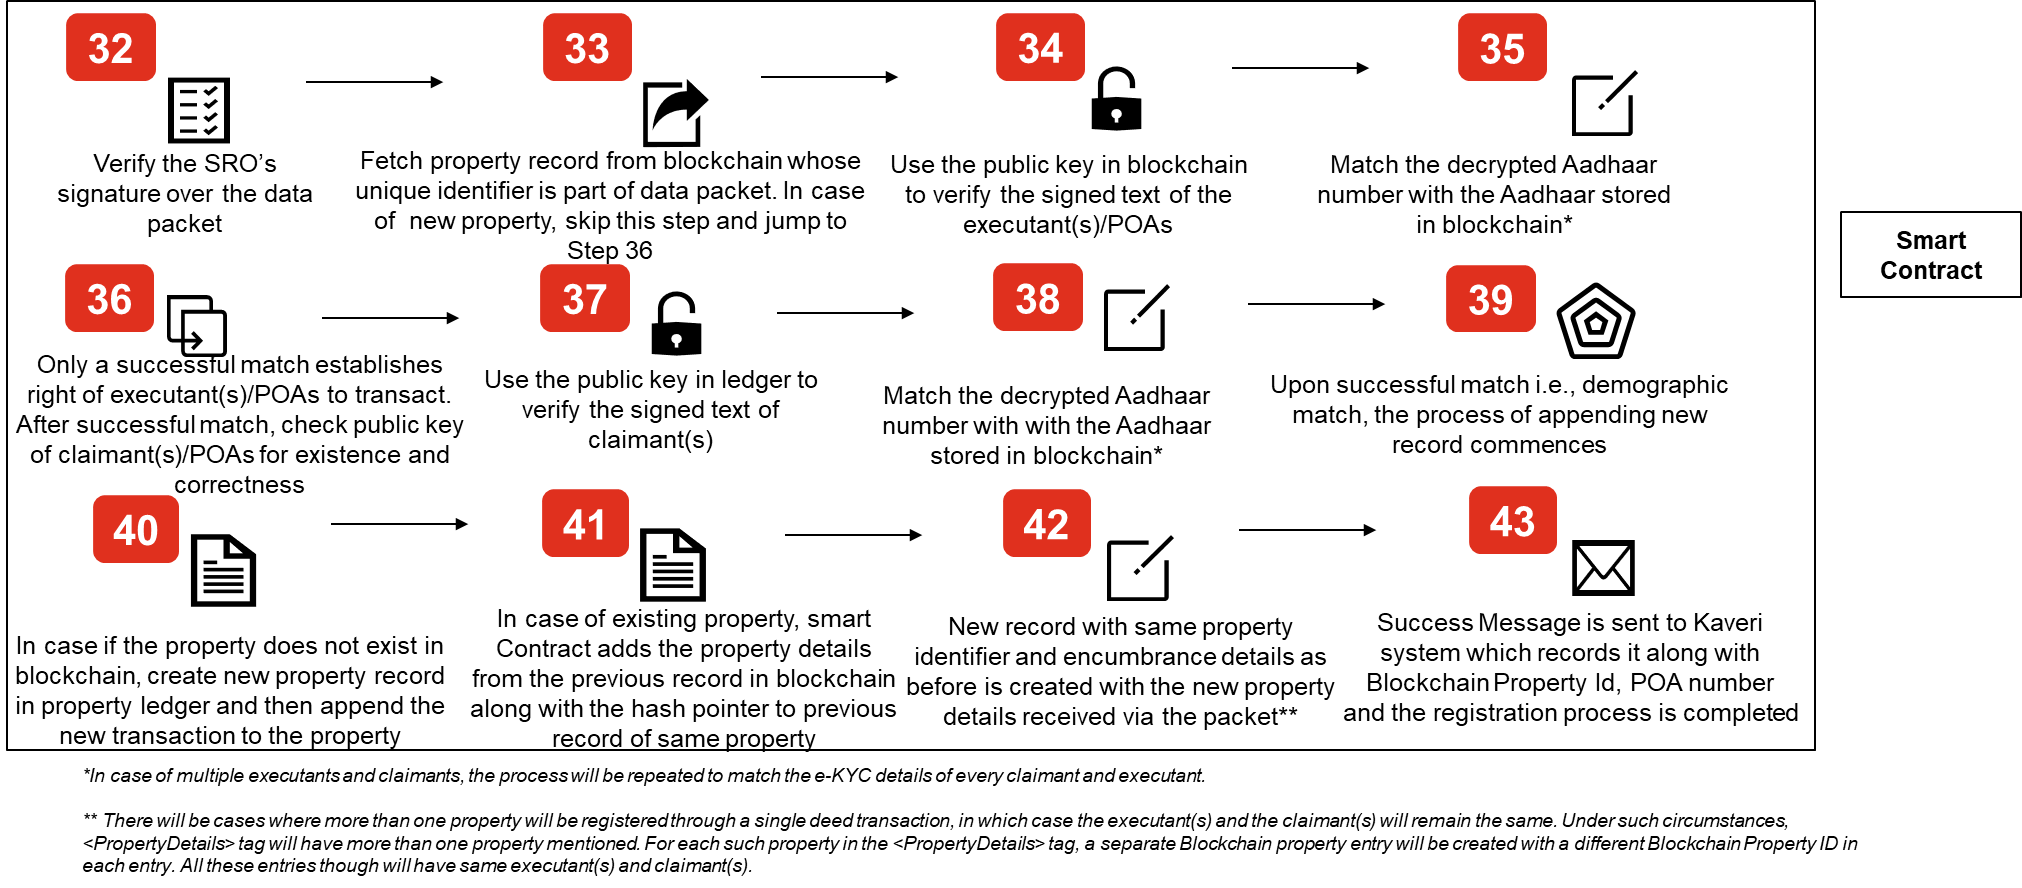 32
Verify the SRO's
signature over the data
packet
33
Fetch property record from blockchain whose
unique identifier is part of data packet. In case
of new property, skip this step and jump to
Step 36
34
Use the public key in blockchain
to verify the signed text of the
executant(s)/POAs
35
Match the decrypted Aadhaar
number with the Aadhaar stored
in blockchain*
36
Only a successful match establishes
right of executant(s)/POAs to transact.
After successful match, check public key
of claimant(s)/POAs for existence and
correctness
37
Use the public key in ledger to
verify the signed text of
claimant(s)
38
Match the decrypted Aadhaar
number with with the Aadhaar
stored in blockchain*
39
Upon successful match i.e., demographic
match, the process of appending new
record commences
40
In case if the property does not exist in
blockchain, create new property record
in property ledger and then append the
new transaction to the property
41
In case of existing property, smart
Contract adds the property details
from the previous record in blockchain
along with the hash pointer to previous
record of same property
42
New record with same property
identifier and encumbrance details as
before is created with the new property
details received via the packet**
43
Success Message is sent to Kaveri
system which records it along with
Blockchain Property Id, POA number
and the registration process is completed
Smart
Contract
*In case of multiple executants and claimants, the process will be repeated to match the e-KYC details of every claimant and executant.
** There will be cases where more than one property will be registered through a single deed transaction, in which case the executant(s) and the claimant(s) will remain the same. Under such circumstances,
<PropertyDetails> tag will have more than one property mentioned. For each such property in the <PropertyDetails> tag, a separate Blockchain property entry will be created with a different Blockchain Property ID in
each entry. All these entries though will have same executant(s) and claimant(s).